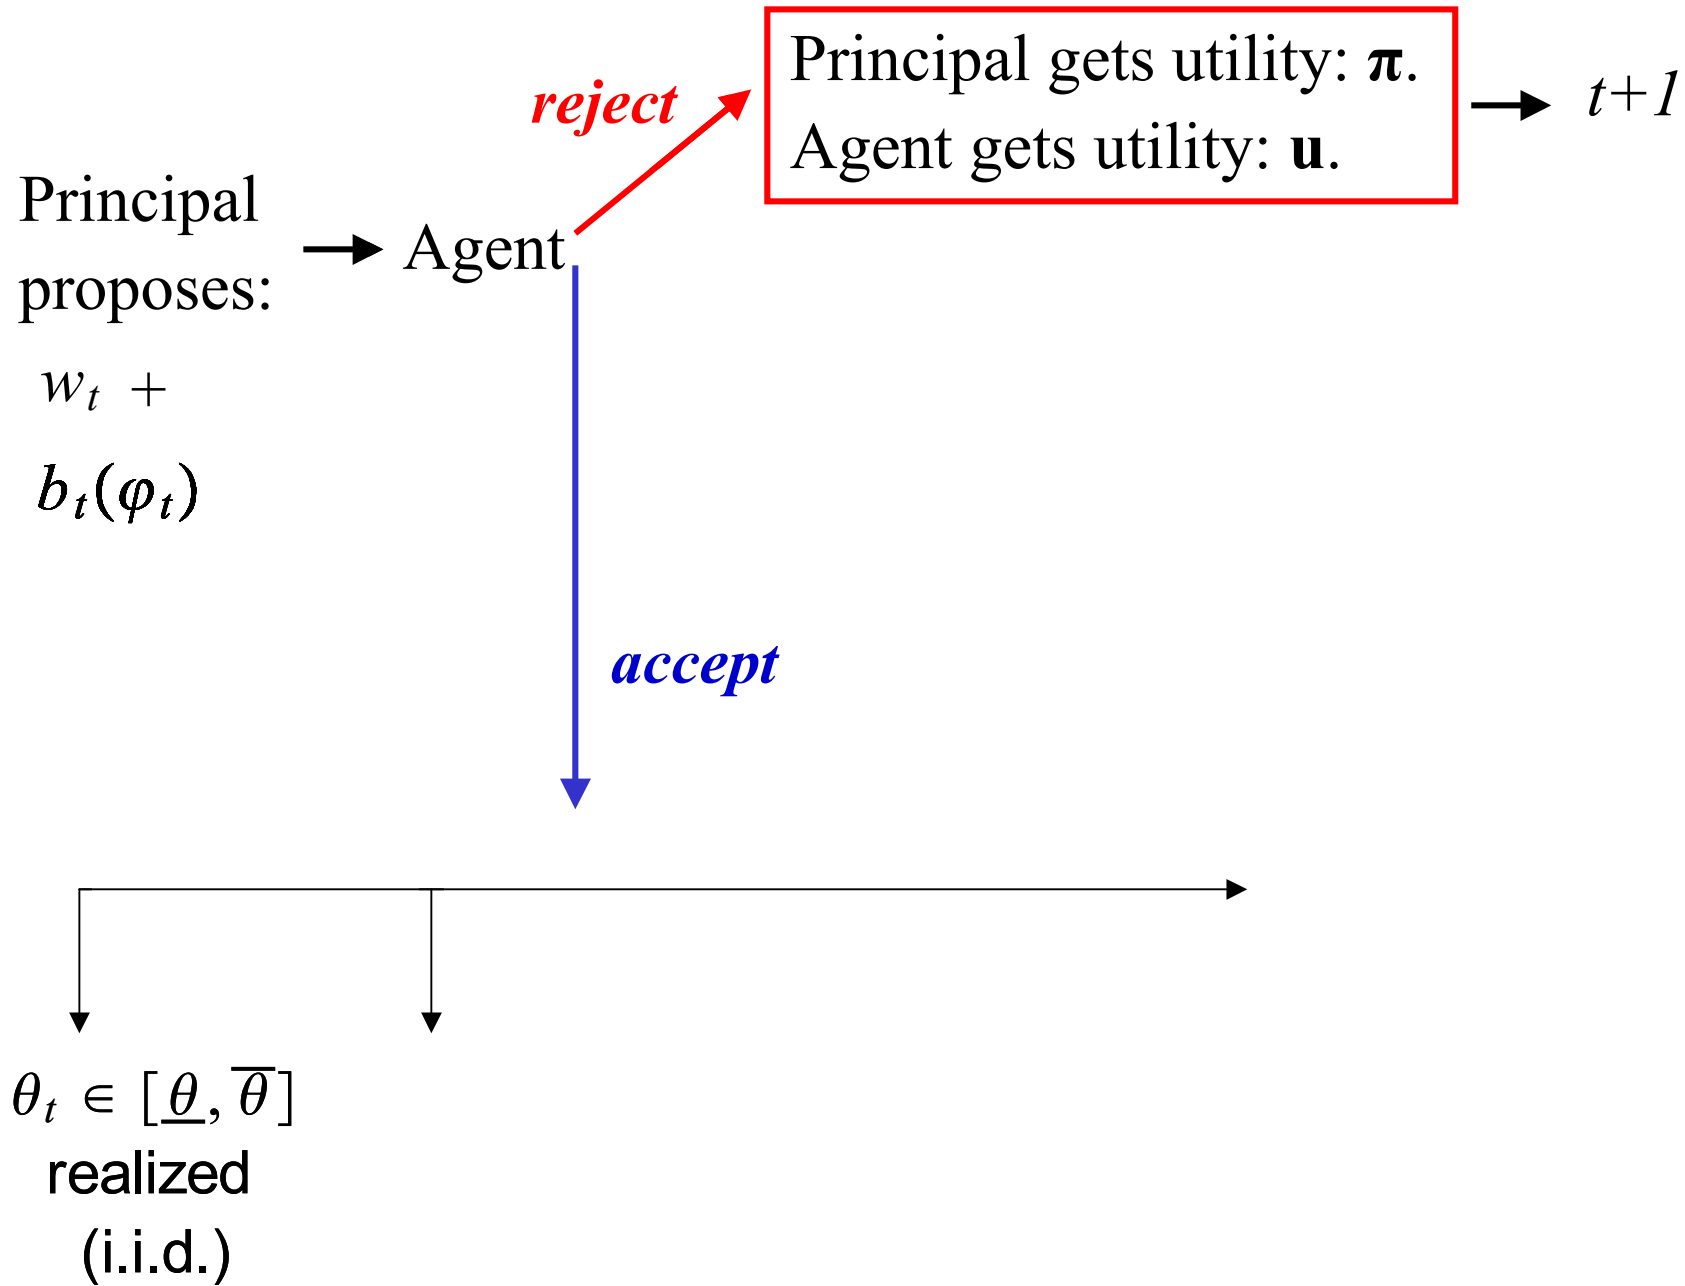 Principal gets utility: π.
Agent gets utility: u.
t+1
reject
Principal
proposes:
w_t +
b_t(φ_t)
Agent
accept
θ_t ∈ [θ̲, θ̅]
realized
(i.i.d.)